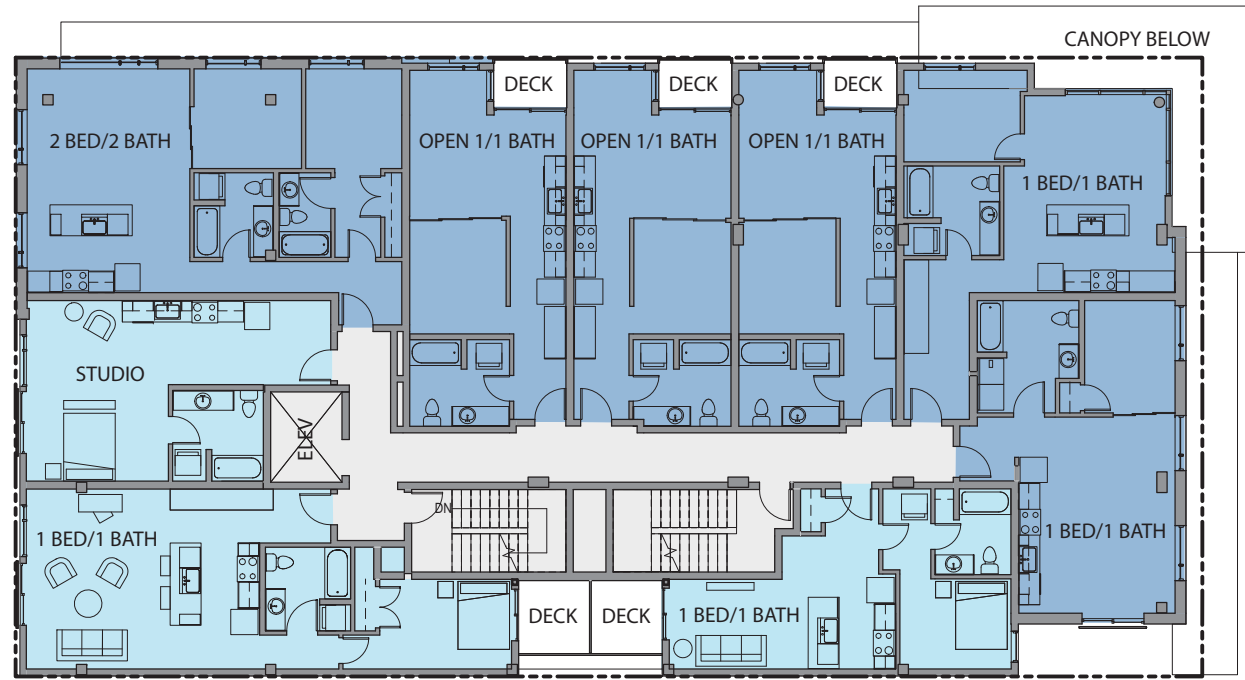 CANOPY BELOW
DECK
DECK
DECK
2 BED/2 BATH
OPEN 1/1 BATH
OPEN 1/1 BATH
OPEN 1/1 BATH
1 BED/1 BATH
STUDIO
ELEV
DN
1 BED/1 BATH
1 BED/1 BATH
DECK
DECK
1 BED/1 BATH